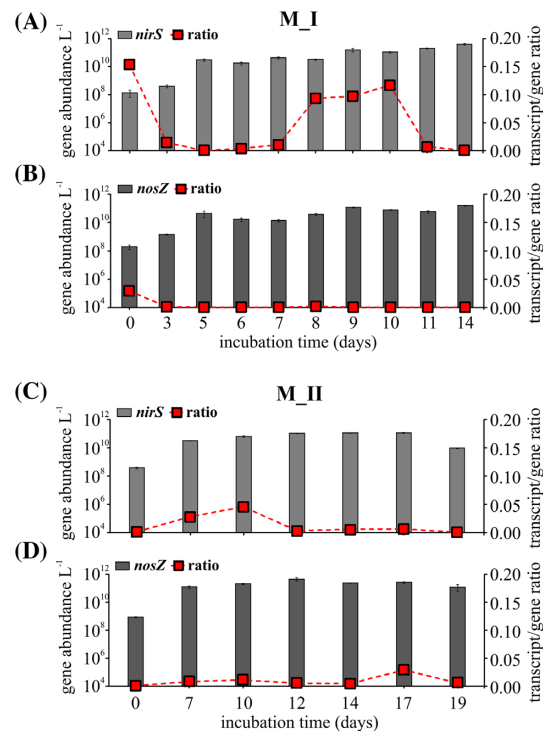 (A) M_I
nirS ratio
gene abundance L⁻¹
10¹²
10¹⁰
10⁸
10⁶
10⁴
0.20
0.15
0.10
0.05
0.00
transcript/gene ratio
(B)
nosZ ratio
gene abundance L⁻¹
10¹²
10¹⁰
10⁸
10⁶
10⁴
0.20
0.15
0.10
0.05
0.00
transcript/gene ratio
0 3 5 6 7 8 9 10 11 14
incubation time (days)
(C) M_II
nirS ratio
gene abundance L⁻¹
10¹²
10¹⁰
10⁸
10⁶
10⁴
0.20
0.15
0.10
0.05
0.00
transcript/gene ratio
(D)
nosZ ratio
gene abundance L⁻¹
10¹²
10¹⁰
10⁸
10⁶
10⁴
0.20
0.15
0.10
0.05
0.00
transcript/gene ratio
0 7 10 12 14 17 19
incubation time (days)